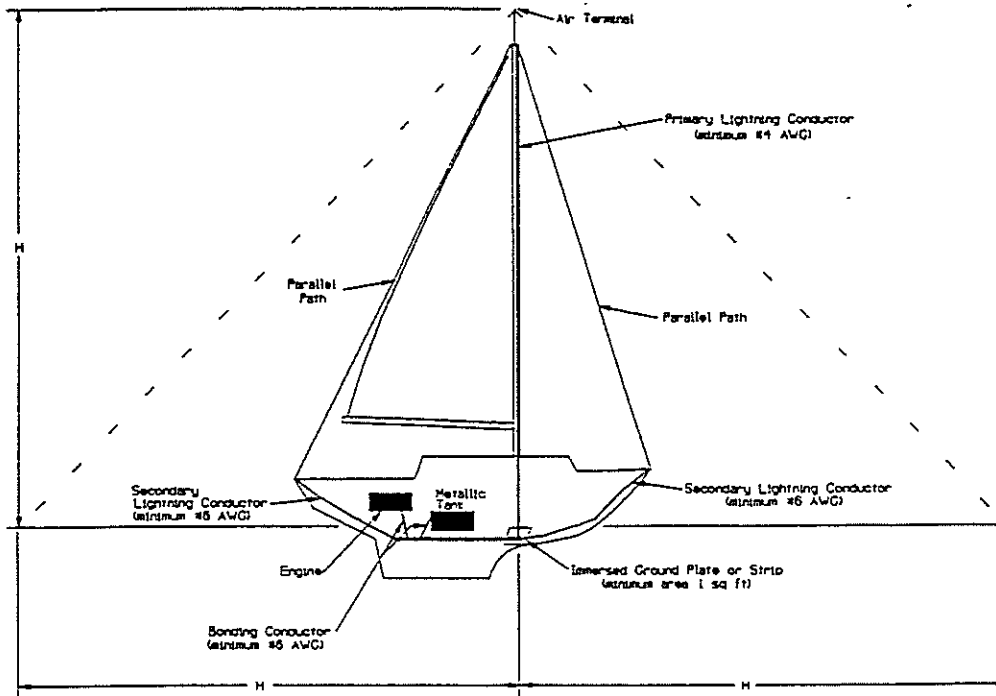 Air Terminal
Primary Lightning Conductor
(minimum #4 AWG)
H
Parallel
Path
Parallel Path
Secondary
Lightning Conductor
(minimum #6 AWG)
Metallic
Tank
Secondary Lightning Conductor
(minimum #6 AWG)
Engine
Immersed Ground Plate or Strip
(minimum area 1 sq ft)
Bonding Conductor
(minimum #6 AWG)
H
H